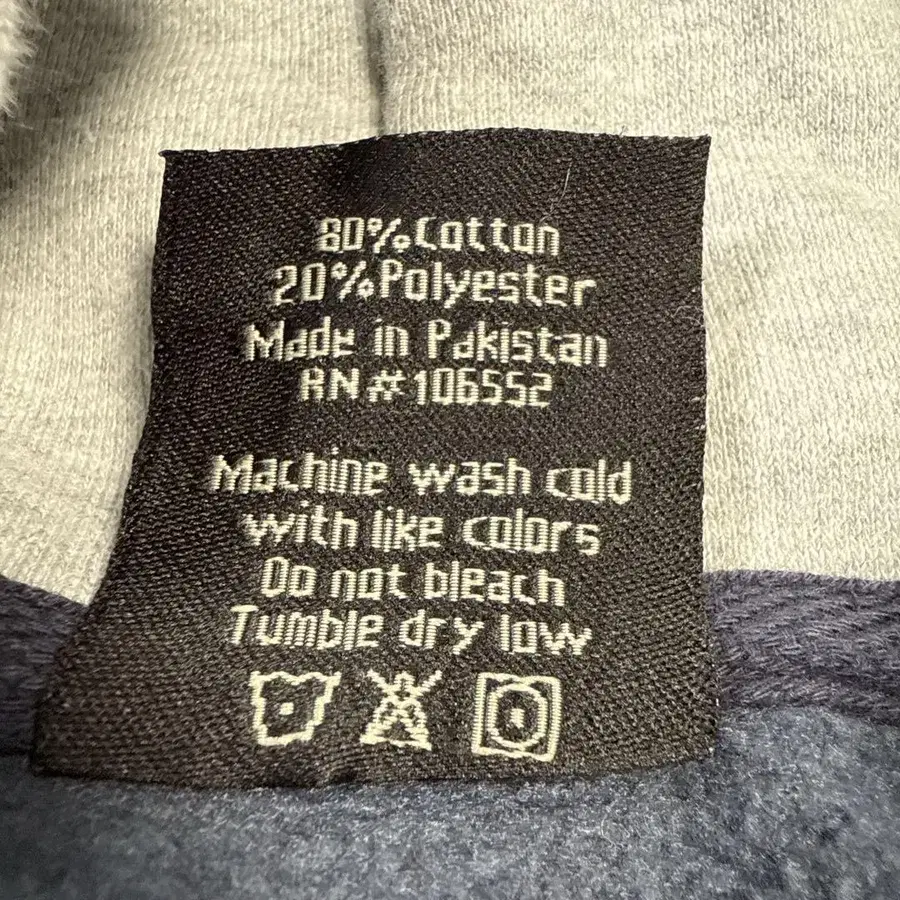 80% Cotton
20% Polyester
Made in Pakistan
RN # 106552
Machine wash cold
with like colors
Do not bleach
Tumble dry low